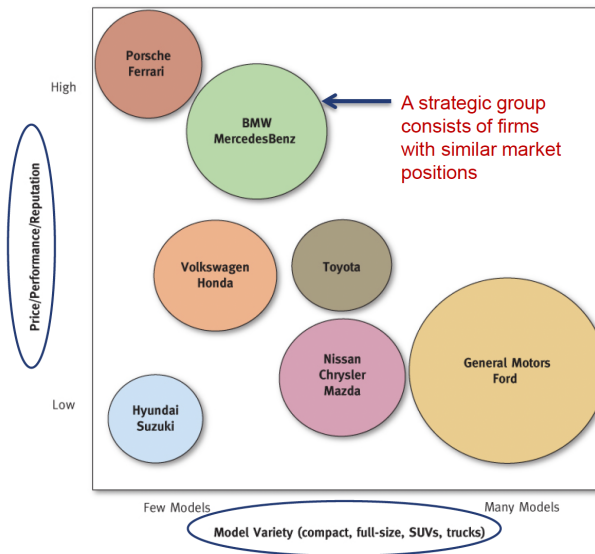 Porsche
Ferrari
High
BMW
MercedesBenz
A strategic group
consists of firms
with similar market
positions
Price/Performance/Reputation
Volkswagen
Honda
Toyota
Nissan
Chrysler
Mazda
General Motors
Ford
Low
Hyundai
Suzuki
Few Models
Many Models
Model Variety (compact, full-size, SUVs, trucks)